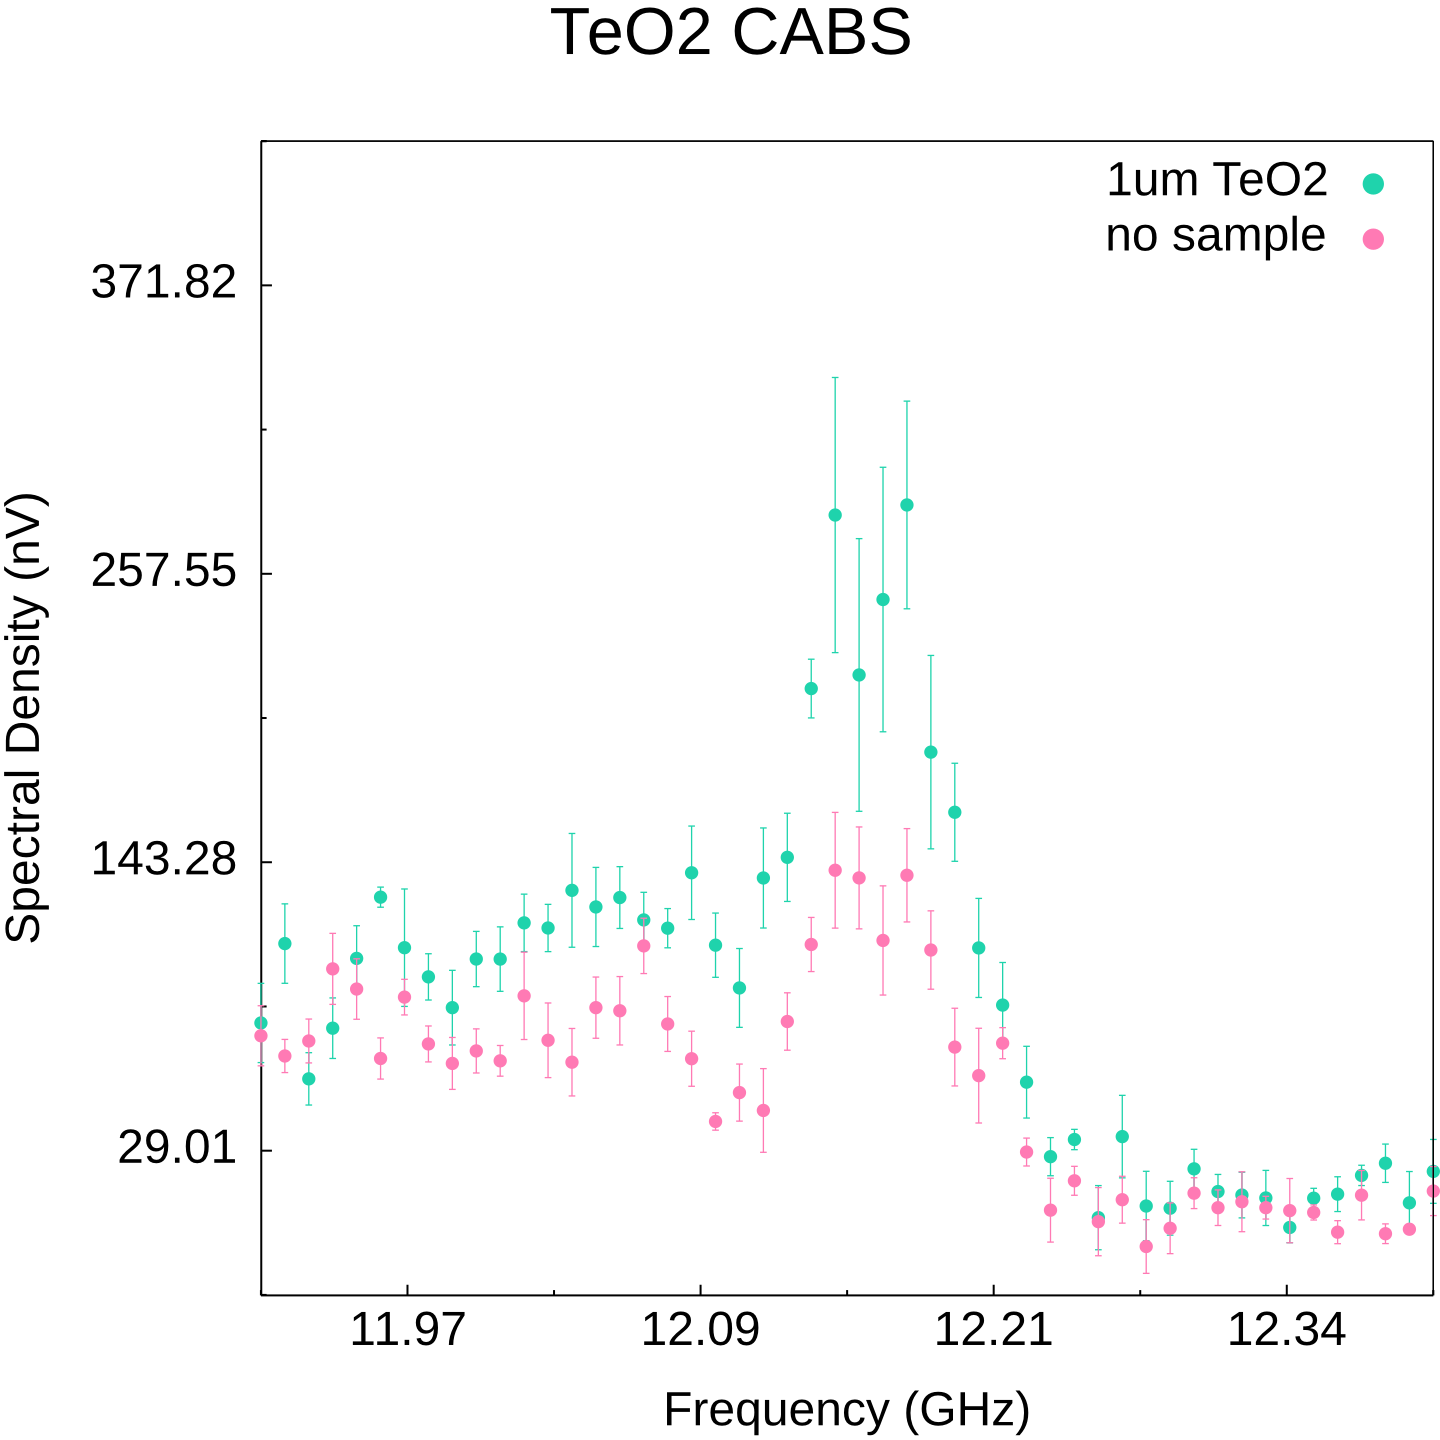 TeO2 CABS
1um TeO2
no sample
371.82
257.55
143.28
29.01
Spectral Density (nV)
11.97
12.09
12.21
12.34
Frequency (GHz)